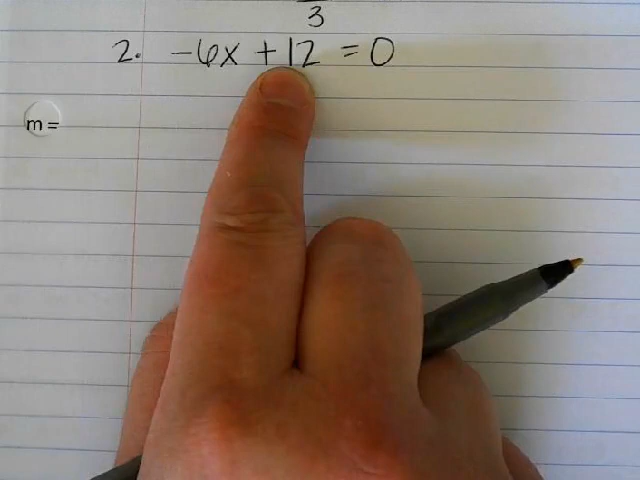 3
2. -6x + 12 = 0
m=